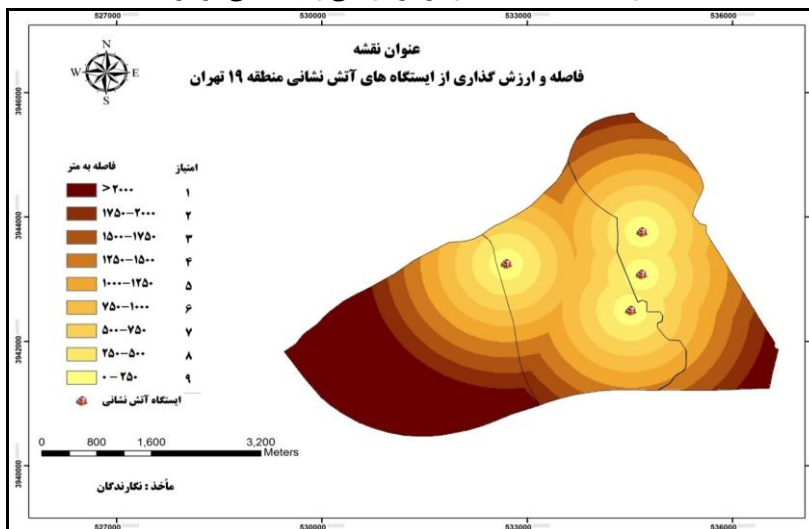 527000 530000 533000 536000
عنوان نقشه
فاصله و ارزش گذاری از ایستگاه های آتش نشانی منطقه ۱۹ تهران
N
W E
S
فاصله به متر امتیاز
>۲۰۰۰ ۱
۱۷۵۰-۲۰۰۰ ۲
۱۵۰۰-۱۷۵۰ ۳
۱۲۵۰-۱۵۰۰ ۴
۱۰۰۰-۱۲۵۰ ۵
۷۵۰-۱۰۰۰ ۶
۵۰۰-۷۵۰ ۷
۲۵۰-۵۰۰ ۸
۰-۲۵۰ ۹
ایستگاه آتش نشانی
0 800 1,600 3,200
Meters
مأخذ : نگارندگان
3946000
3944000
3942000
3940000
527000 530000 533000 536000